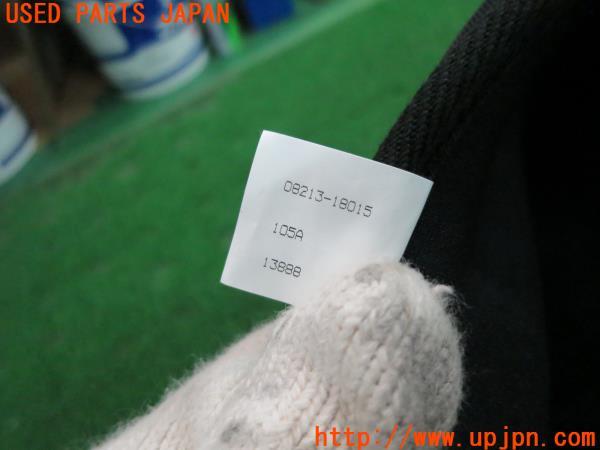 USED PARTS JAPAN
08213-18015
105A
13888
http://www.upjpn.com